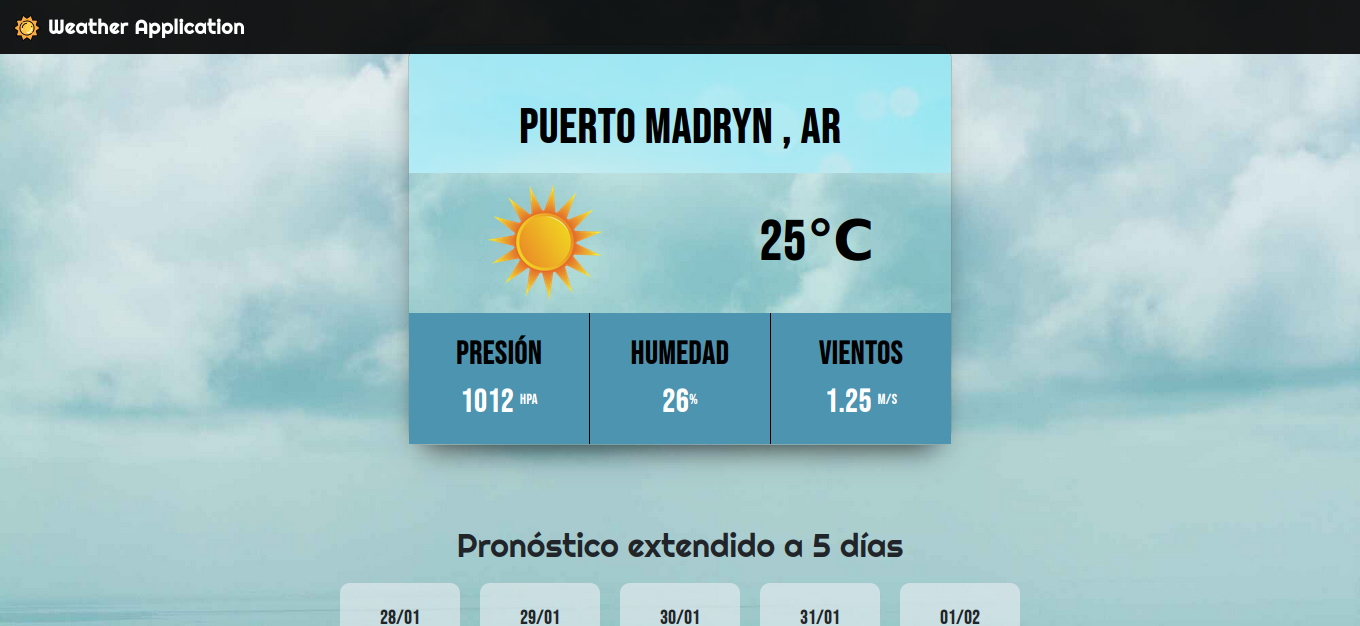 Weather Application
PUERTO MADRYN , AR
25°C
PRESIÓN HUMEDAD VIENTOS
1012 HPA 26% 1.25 M/S
Pronóstico extendido a 5 días
28/01 29/01 30/01 31/01 01/02